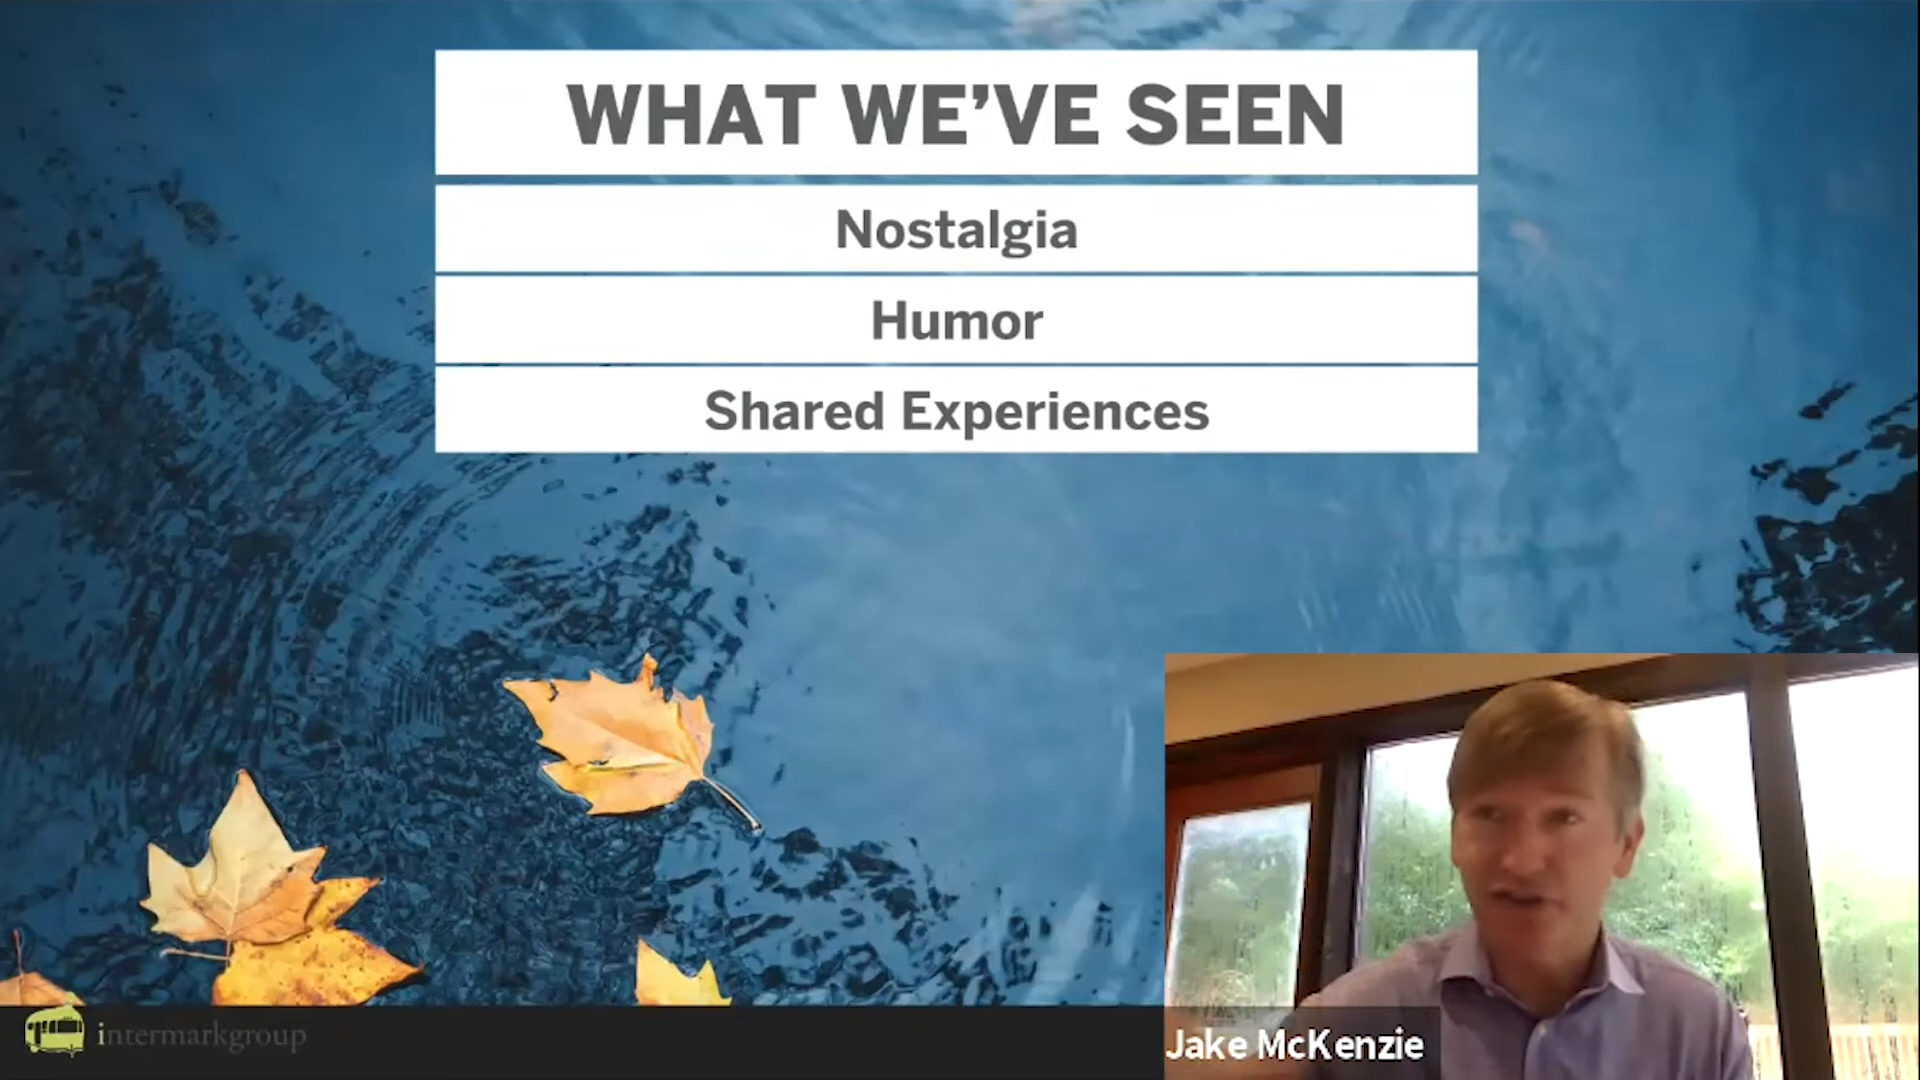 WHAT WE'VE SEEN
Nostalgia
Humor
Shared Experiences
intermarkgroup
Jake McKenzie